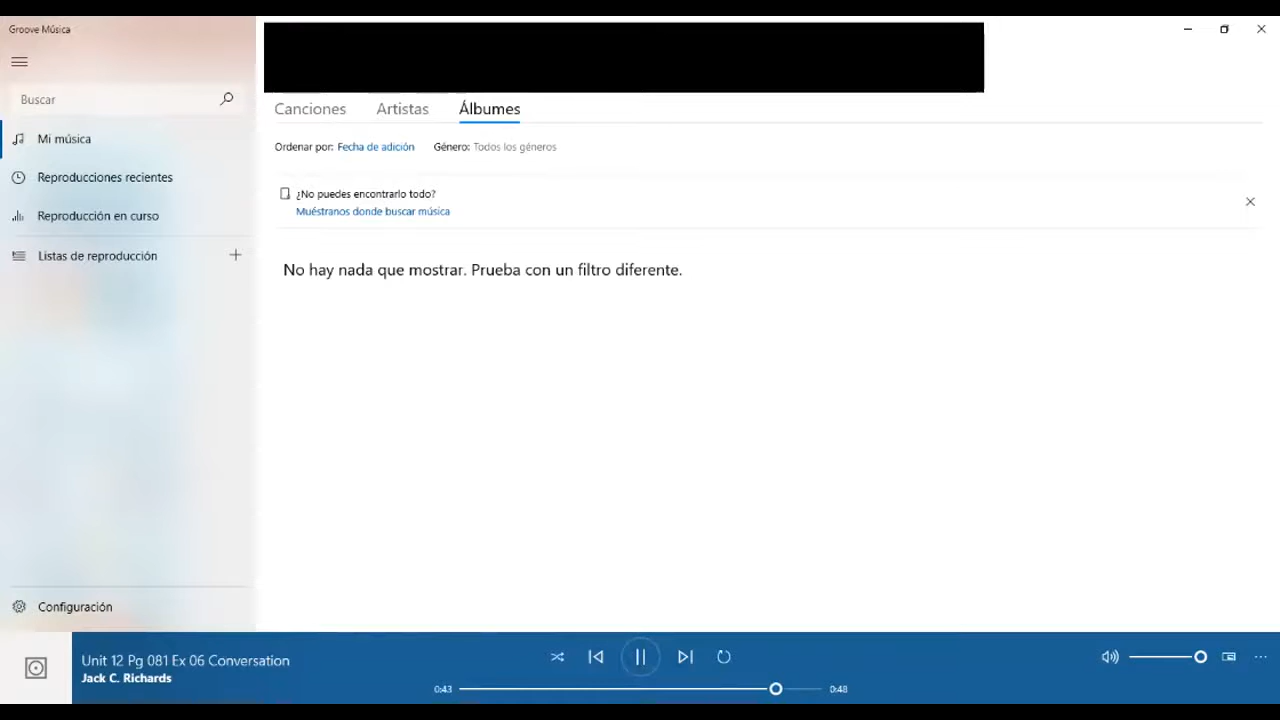 Groove Música
Buscar
Mi música
Reproducciones recientes
Reproducción en curso
Listas de reproducción
Configuración
Canciones Artistas Álbumes
Ordenar por: Fecha de adición Género: Todos los géneros
¿No puedes encontrarlo todo?
Muéstranos donde buscar música
No hay nada que mostrar. Prueba con un filtro diferente.
Unit 12 Pg 081 Ex 06 Conversation
Jack C. Richards
0:43 0:48